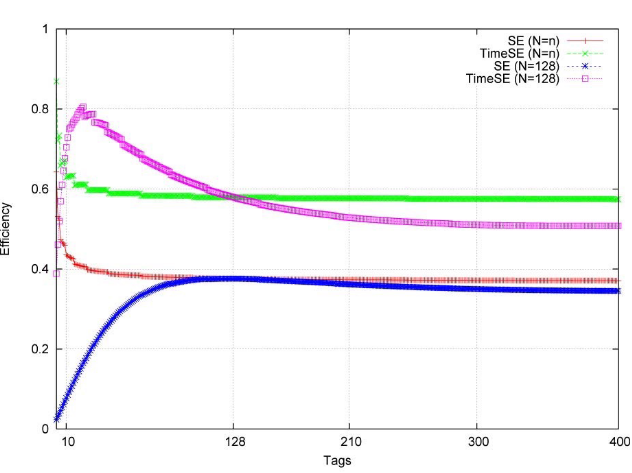 1
0.8
0.6
0.4
0.2
0
Efficiency
SE (N=n)
TimeSE (N=n)
SE (N=128)
TimeSE (N=128)
10 128 210 300 400
Tags